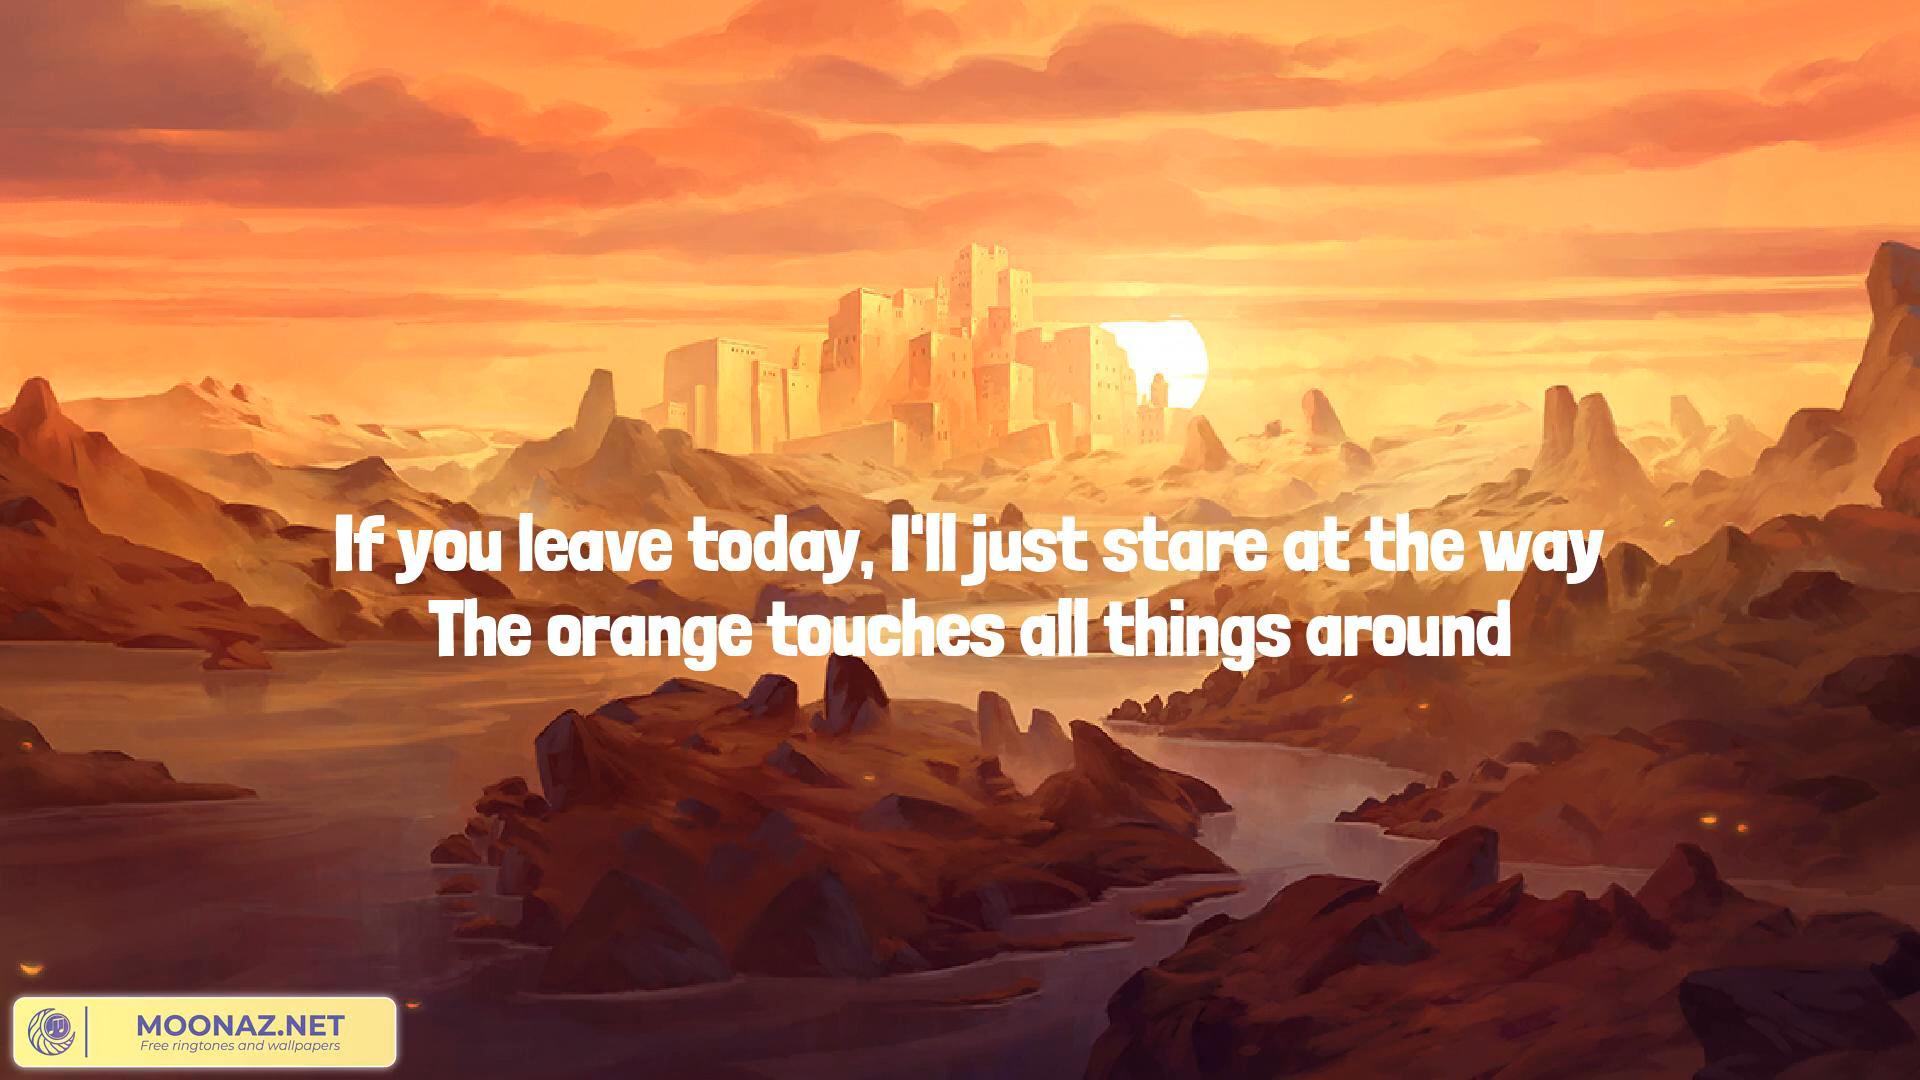 If you leave today, I'll just stare at the way
The orange touches all things around
MOONAZ.NET
Free ringtones and wallpapers